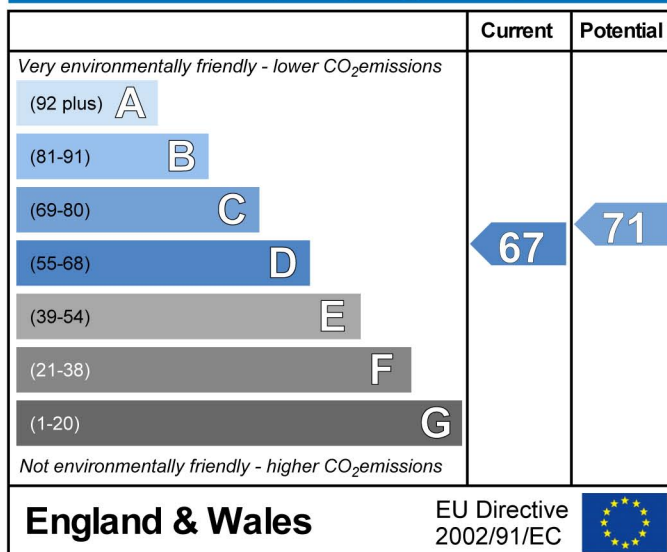 Current Potential
Very environmentally friendly - lower CO₂emissions
(92 plus) A
(81-91) B
(69-80) C
(55-68) D
(39-54) E
(21-38) F
(1-20) G
67
71
Not environmentally friendly - higher CO₂emissions
England & Wales
EU Directive
2002/91/EC